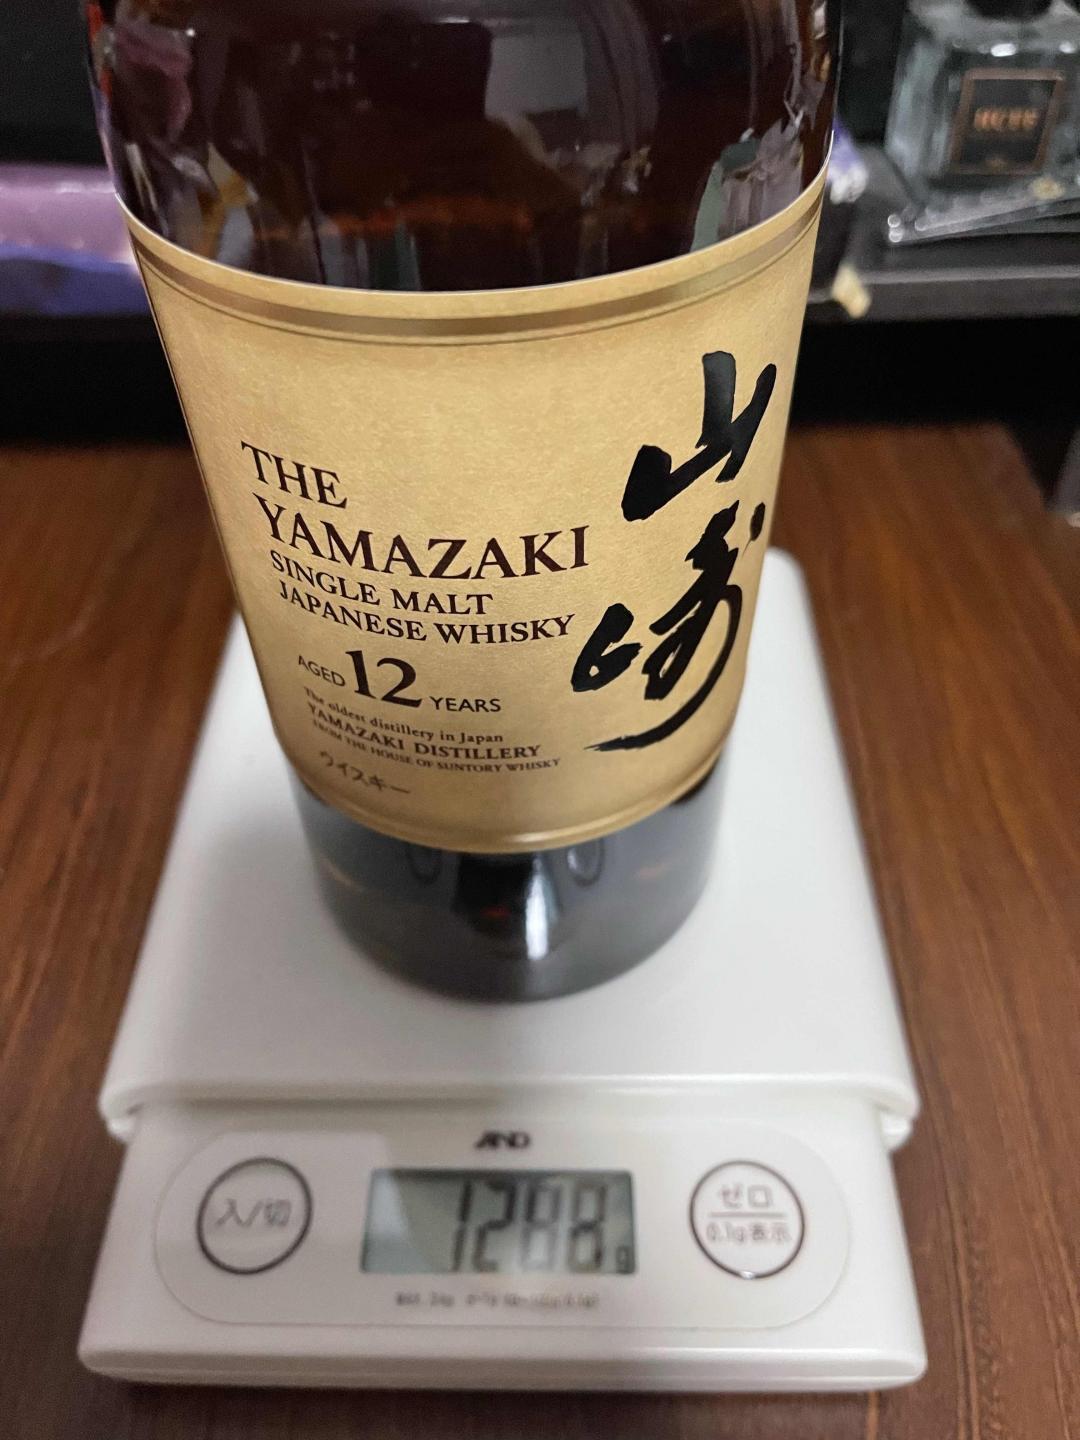 THE
YAMAZAKI
SINGLE MALT
JAPANESE WHISKY
AGED 12 YEARS
The oldest distillery in Japan
YAMAZAKI DISTILLERY
FROM THE HOUSE OF SUNTORY WHISKY
ウイスキー
山崎
AND
入/切
1288g
ゼロ
0.1g表示